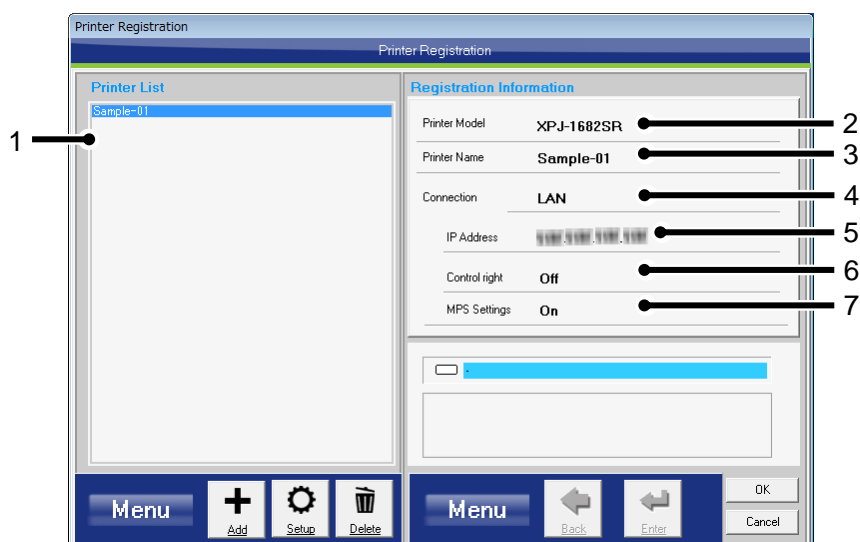 Printer Registration
Printer Registration
Printer List
Sample-01
1
Registration Information
Printer Model XPJ-1682SR 2
Printer Name Sample-01 3
Connection LAN 4
IP Address 5
Control right Off 6
MPS Settings On 7
-
Menu
Add
Setup
Delete
Menu
Back
Enter
OK
Cancel